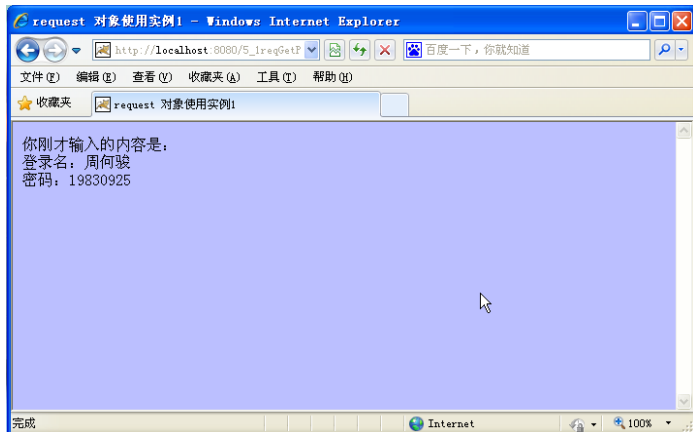 request 对象使用实例1 - Windows Internet Explorer
http://localhost:8080/5_1reqGetP
百度一下，你就知道
文件(F) 编辑(E) 查看(V) 收藏夹(A) 工具(T) 帮助(H)
收藏夹 request 对象使用实例1
你刚才输入的内容是：
登录名：周何骏
密码：19830925
完成 Internet 100%